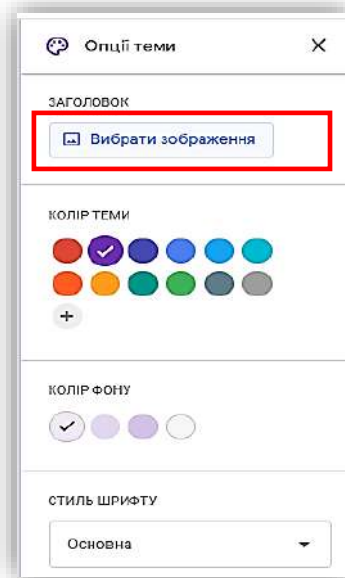 Опції теми
ЗАГОЛОВОК
Вибрати зображення
КОЛІР ТЕМИ
КОЛІР ФОНУ
СТИЛЬ ШРИФТУ
Основна